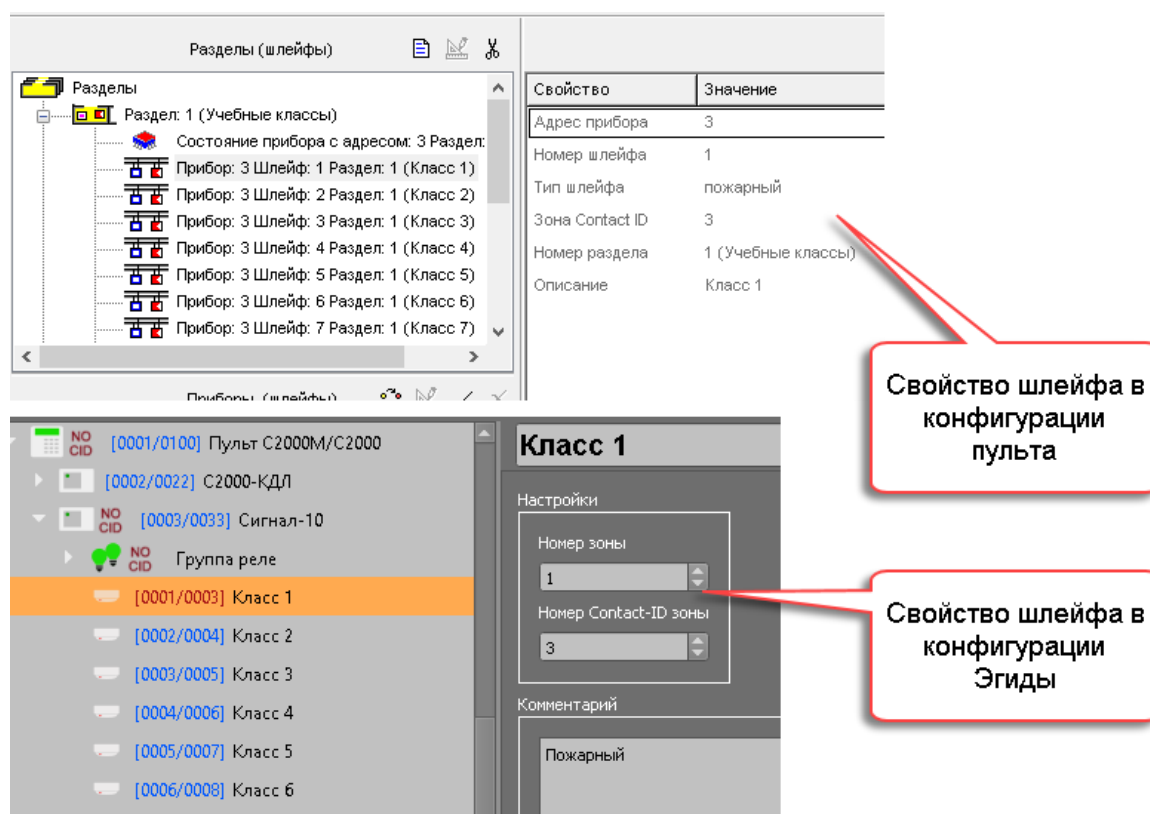 Разделы (шлейфы)
Разделы
Раздел: 1 (Учебные классы)
Состояние прибора с адресом: 3 Раздел:
Прибор: 3 Шлейф: 1 Раздел: 1 (Класс 1)
Прибор: 3 Шлейф: 2 Раздел: 1 (Класс 2)
Прибор: 3 Шлейф: 3 Раздел: 1 (Класс 3)
Прибор: 3 Шлейф: 4 Раздел: 1 (Класс 4)
Прибор: 3 Шлейф: 5 Раздел: 1 (Класс 5)
Прибор: 3 Шлейф: 6 Раздел: 1 (Класс 6)
Прибор: 3 Шлейф: 7 Раздел: 1 (Класс 7)
Приборы (шлейфы)
Свойство Значение
Адрес прибора 3
Номер шлейфа 1
Тип шлейфа пожарный
Зона Contact ID 3
Номер раздела 1 (Учебные классы)
Описание Класс 1
Свойство шлейфа в
конфигурации
пульта
NO
CID [0001/0100] Пульт С2000М/С2000
[0002/0022] С2000-КДЛ
NO
CID [0003/0033] Сигнал-10
NO
CID Группа реле
[0001/0003] Класс 1
[0002/0004] Класс 2
[0003/0005] Класс 3
[0004/0006] Класс 4
[0005/0007] Класс 5
[0006/0008] Класс 6
Класс 1
Настройки
Номер зоны
1
Номер Contact-ID зоны
3
Комментарий
Пожарный
Свойство шлейфа в
конфигурации
Эгиды